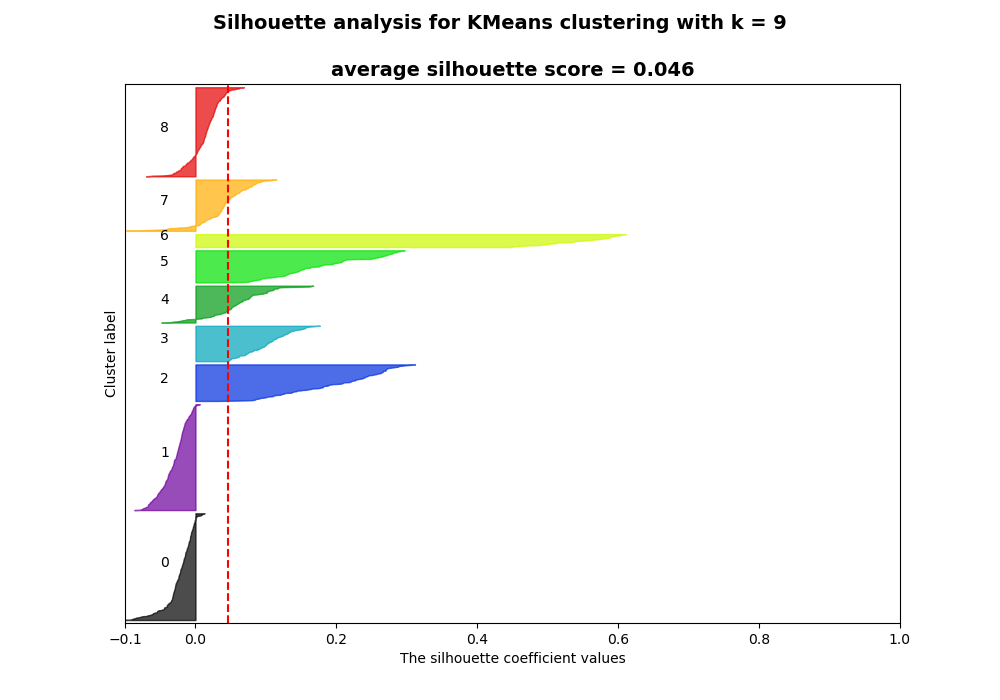 Silhouette analysis for KMeans clustering with k = 9
average silhouette score = 0.046
8
7
6
5
4
3
2
1
0
Cluster label
−0.1 0.0 0.2 0.4 0.6 0.8 1.0
The silhouette coefficient values